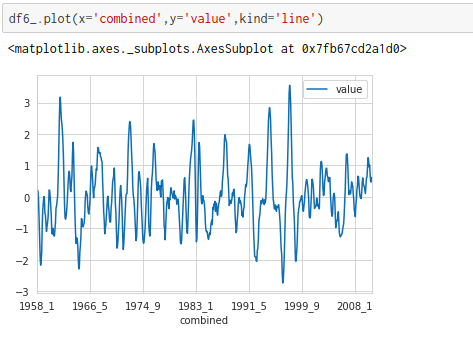 df6_.plot(x='combined',y='value',kind='line')
<matplotlib.axes._subplots.AxesSubplot at 0x7fb67cd2a1d0>
value
3
2
1
0
−1
−2
−3
1958_1 1966_5 1974_9 1983_1 1991_5 1999_9 2008_1
combined